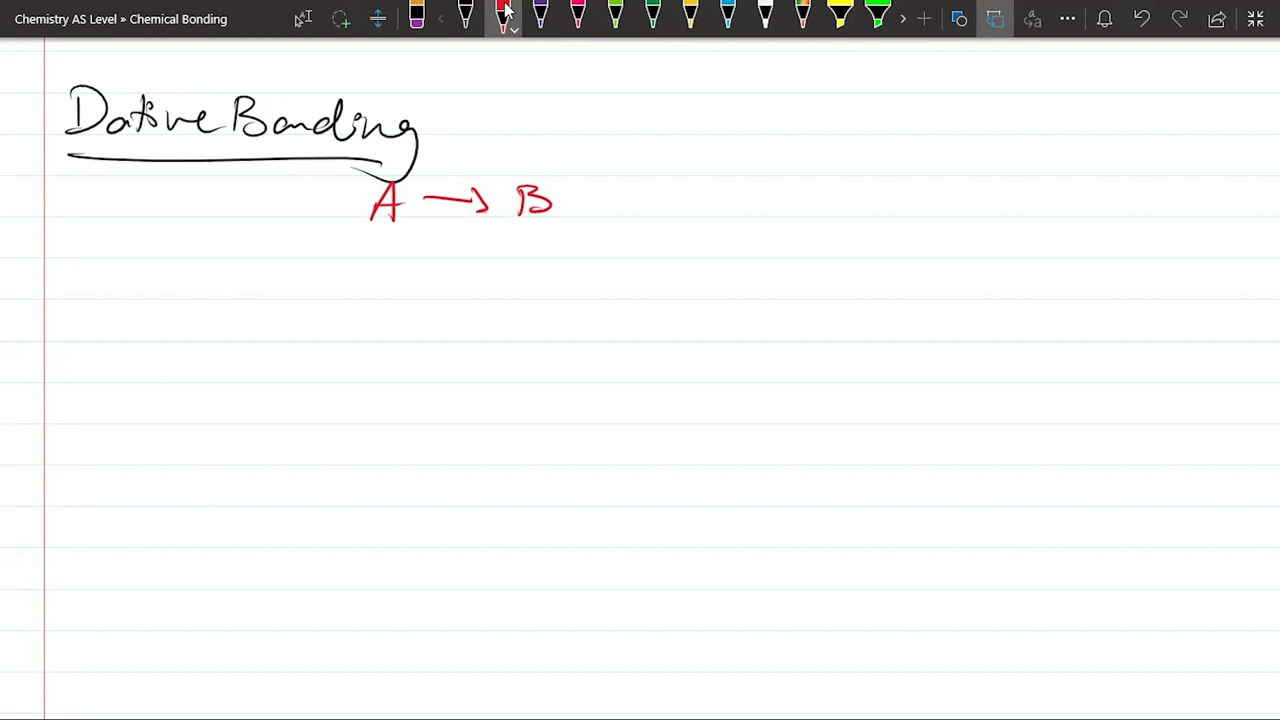 Chemistry AS Level » Chemical Bonding
Dative Bonding
A → B